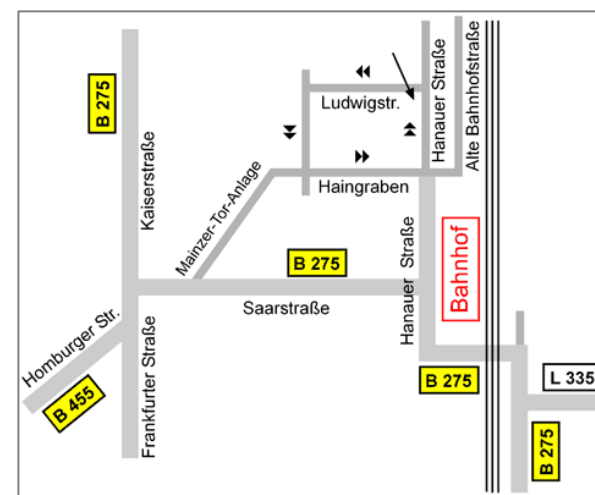 B 275
Kaiserstraße
Ludwigstr.
Hanauer Straße
Alte Bahnhofstraße
Haingraben
Mainzer-Tor-Anlage
B 275
Saarstraße
Hanauer Straße
Bahnhof
Homburger Str.
B 455
Frankfurter Straße
B 275
L 335
B 275